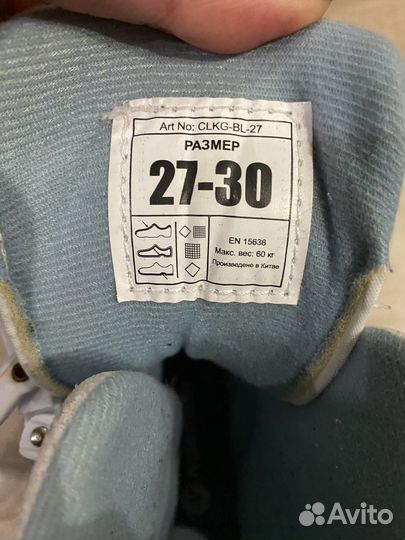 Art No: CLKG-BL-27
РАЗМЕР
27-30
EN 15638
Макс. вес: 60 кг
Произведено в Китае
Avito